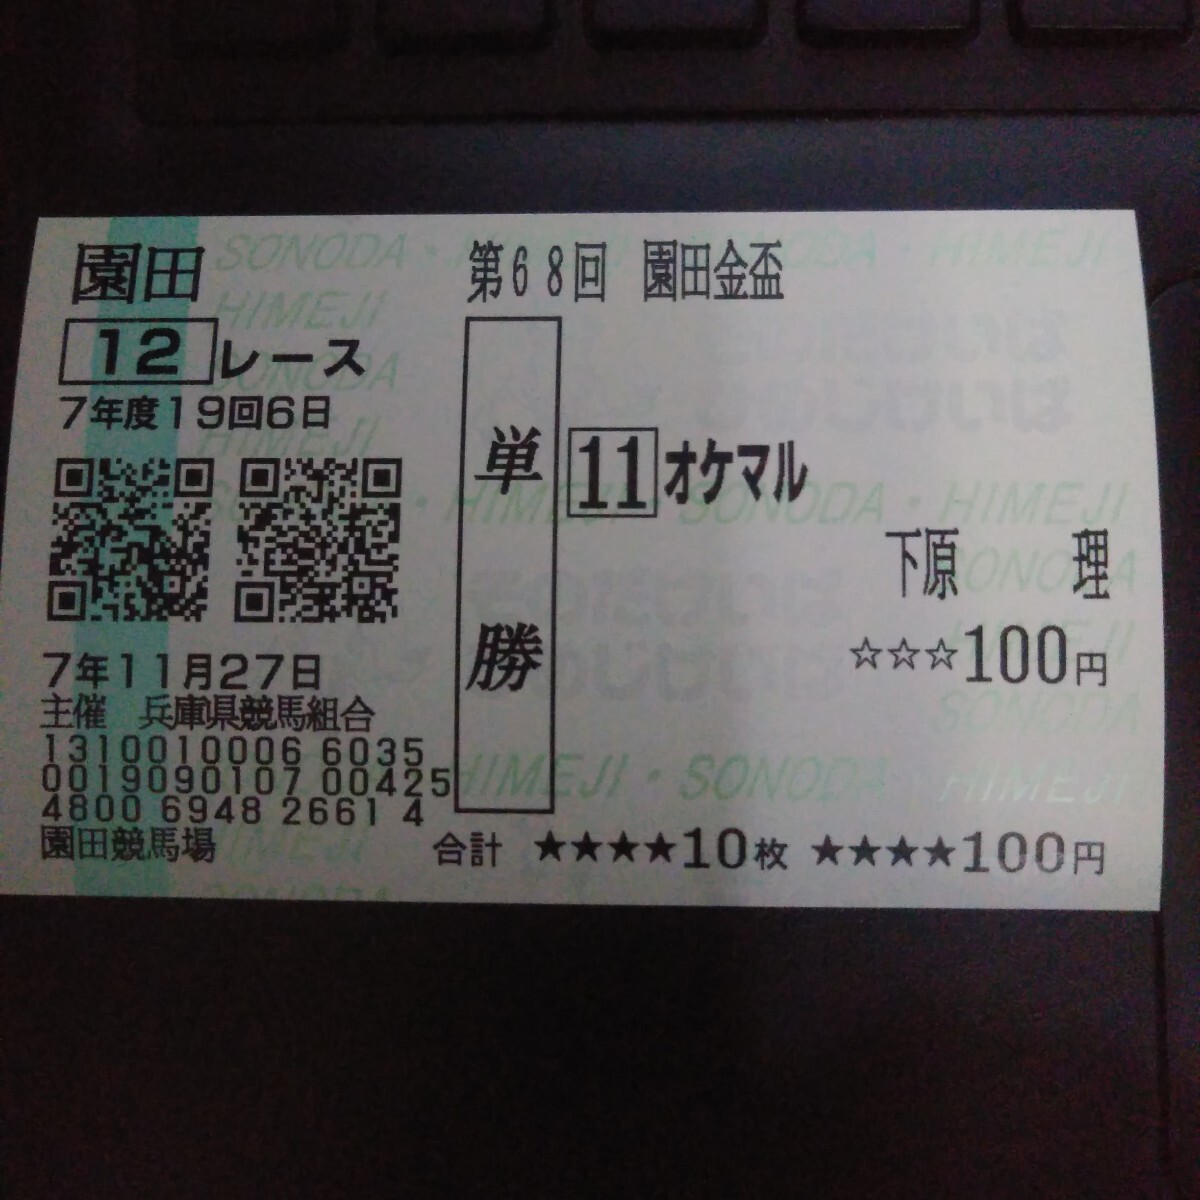 園田
第68回 園田金盃
12 レース
7年度19回6日
単勝
11 オケマル
下原 理
☆☆☆100円
7年11月27日
主催 兵庫県競馬組合
1310010006 6035
0019090107 00425
4800 6948 2661 4
園田競馬場
合計 ★★★★10枚 ★★★★100円
SONODA・HIMEJI